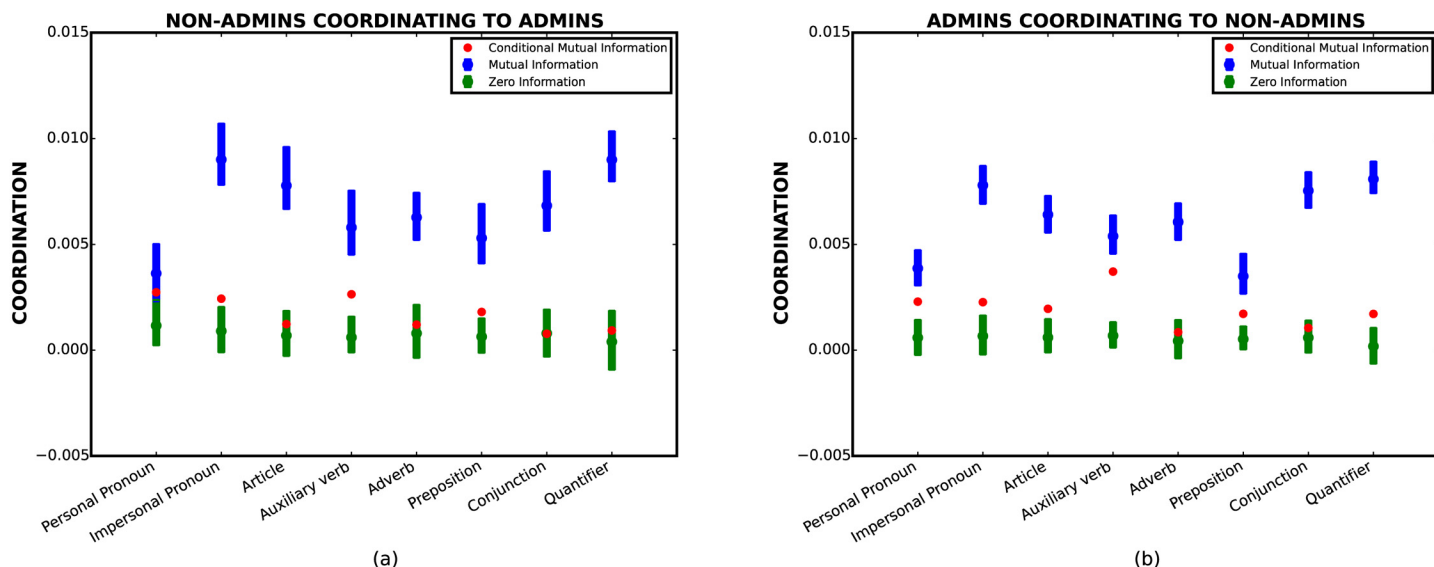 NON-ADMINS COORDINATING TO ADMINS
0.015
0.010
0.005
0.000
−0.005
COORDINATION
Conditional Mutual Information
Mutual Information
Zero Information
Personal Pronoun
Impersonal Pronoun
Article
Auxiliary verb
Adverb
Preposition
Conjunction
Quantifier
(a)
ADMINS COORDINATING TO NON-ADMINS
0.015
0.010
0.005
0.000
−0.005
COORDINATION
Conditional Mutual Information
Mutual Information
Zero Information
Personal Pronoun
Impersonal Pronoun
Article
Auxiliary verb
Adverb
Preposition
Conjunction
Quantifier
(b)